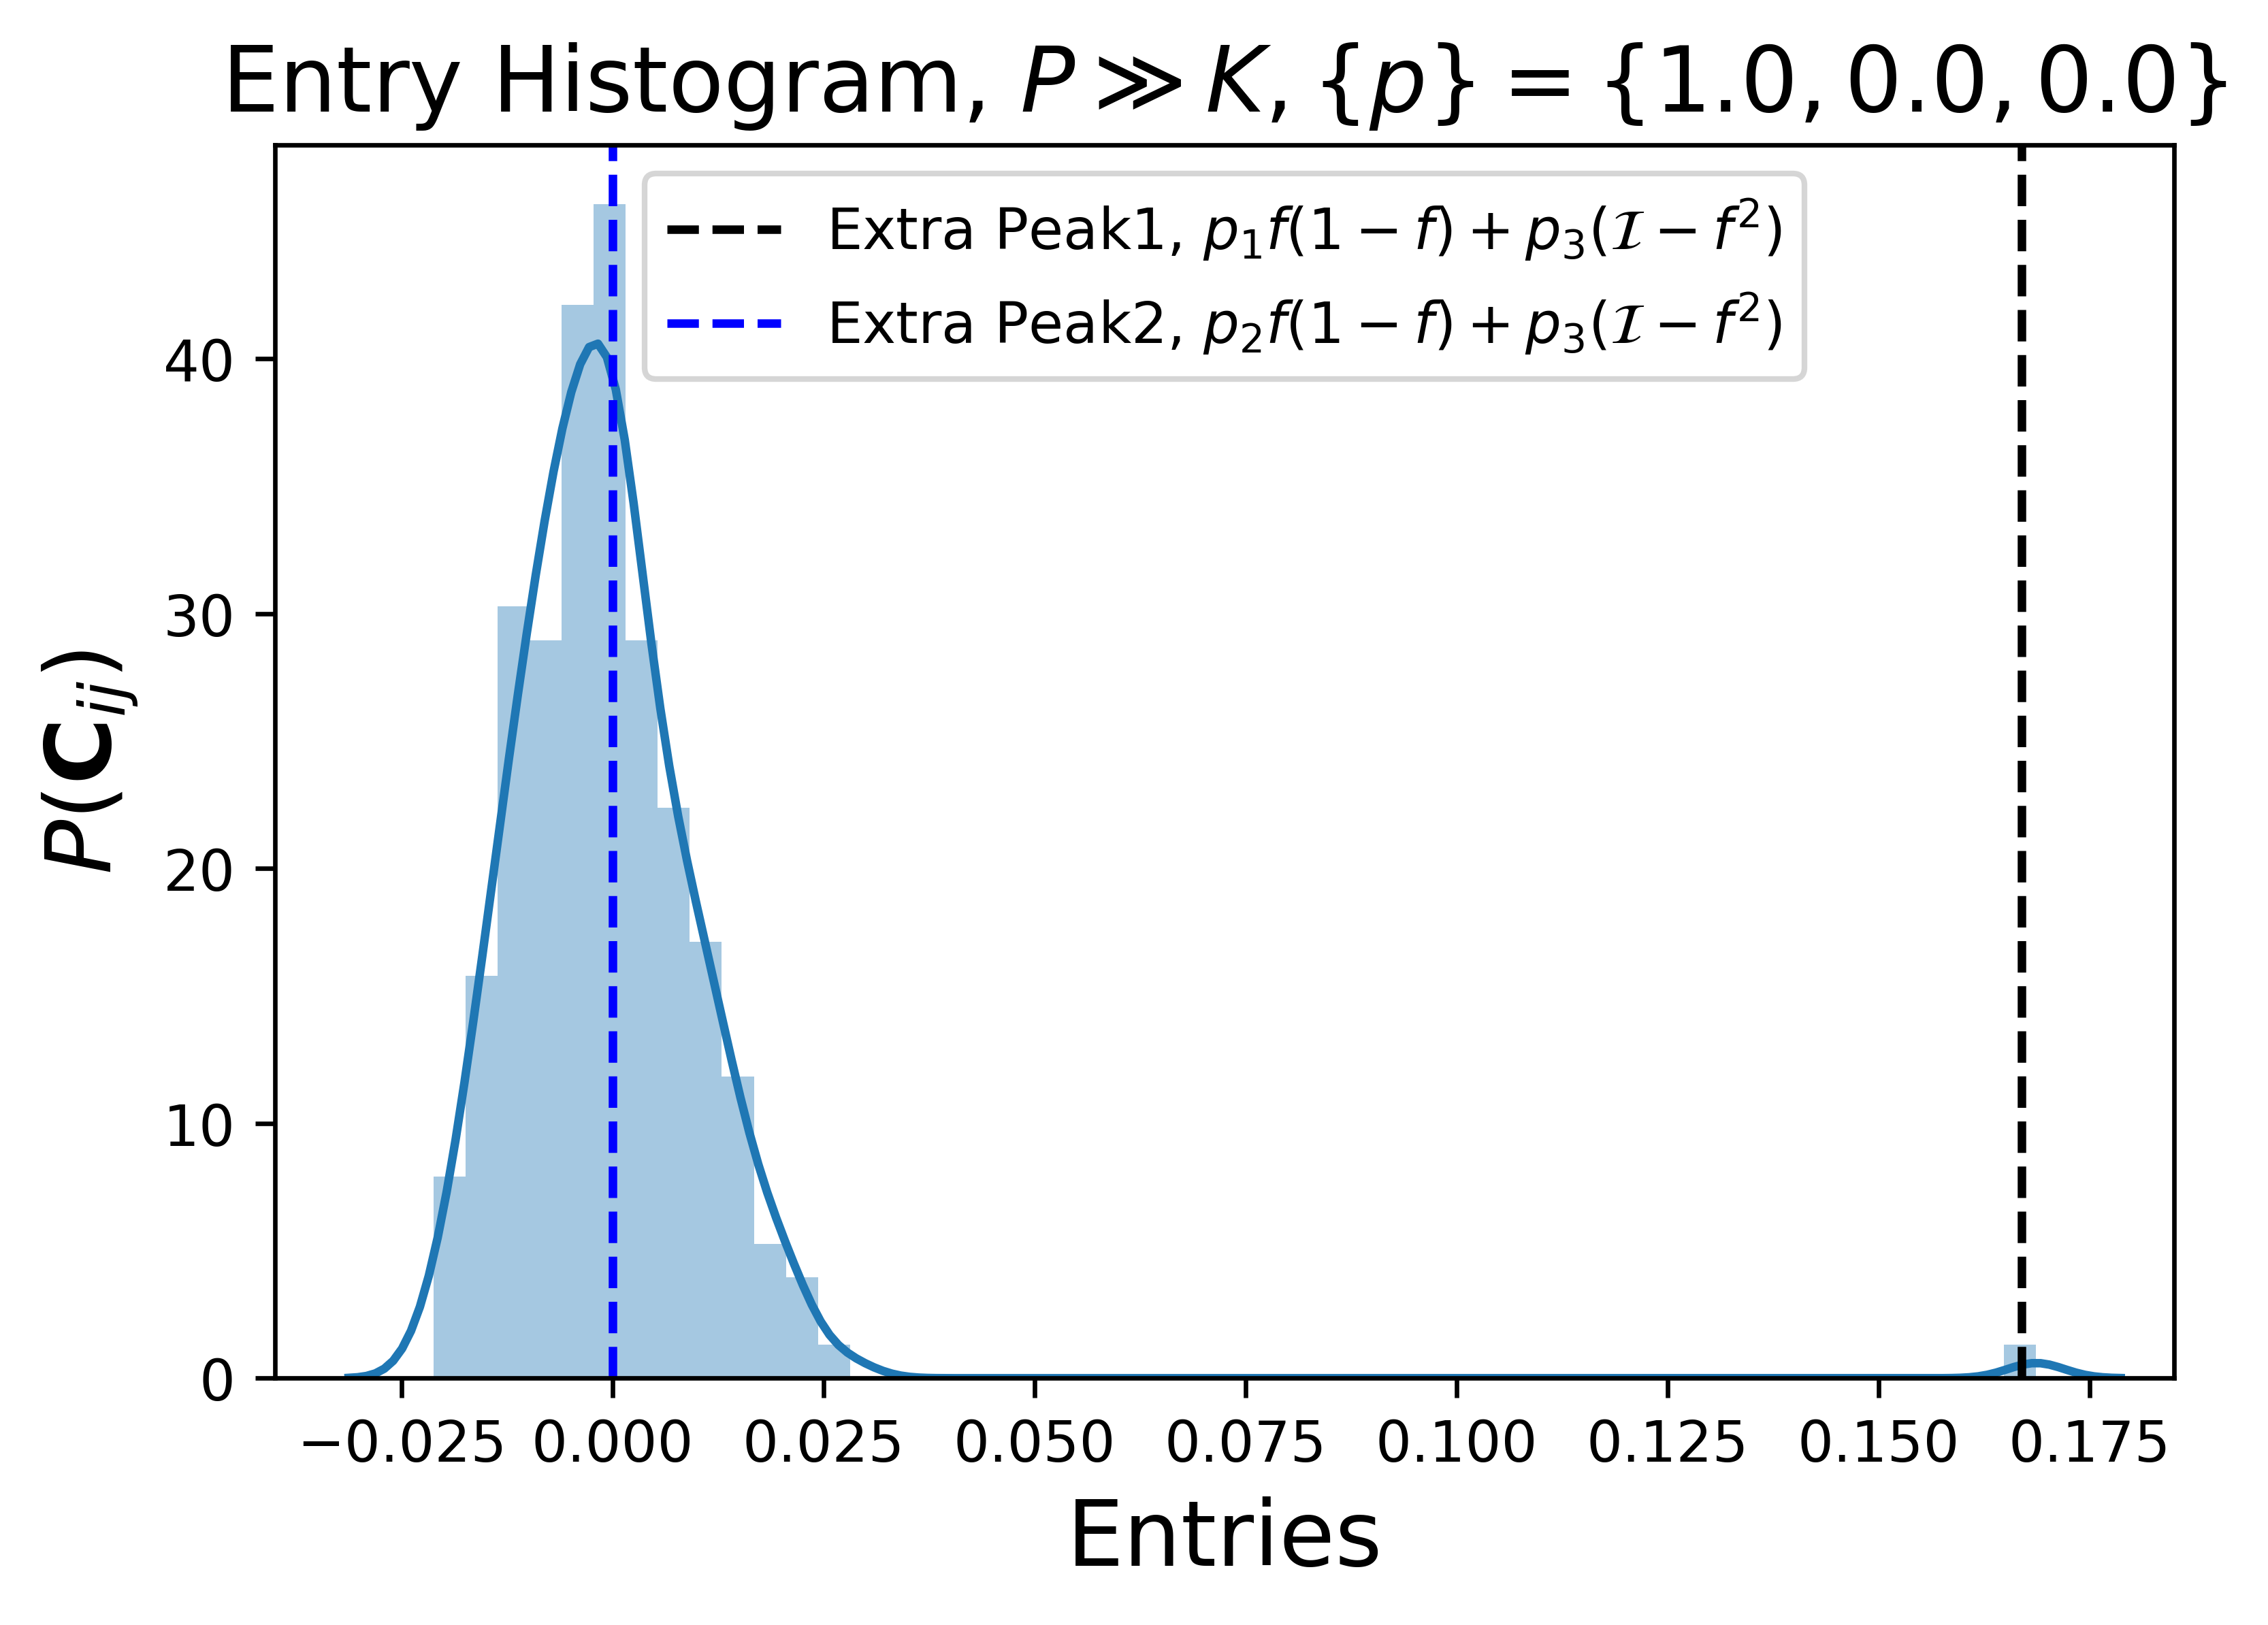 Entry Histogram, P ≫ K, {p} = {1.0, 0.0, 0.0}
Extra Peak1, p₁f(1 − f) + p₃(ℐ − f²)
Extra Peak2, p₂f(1 − f) + p₃(ℐ − f²)
P(C_ij)
40
30
20
10
0
−0.025 0.000 0.025 0.050 0.075 0.100 0.125 0.150 0.175
Entries